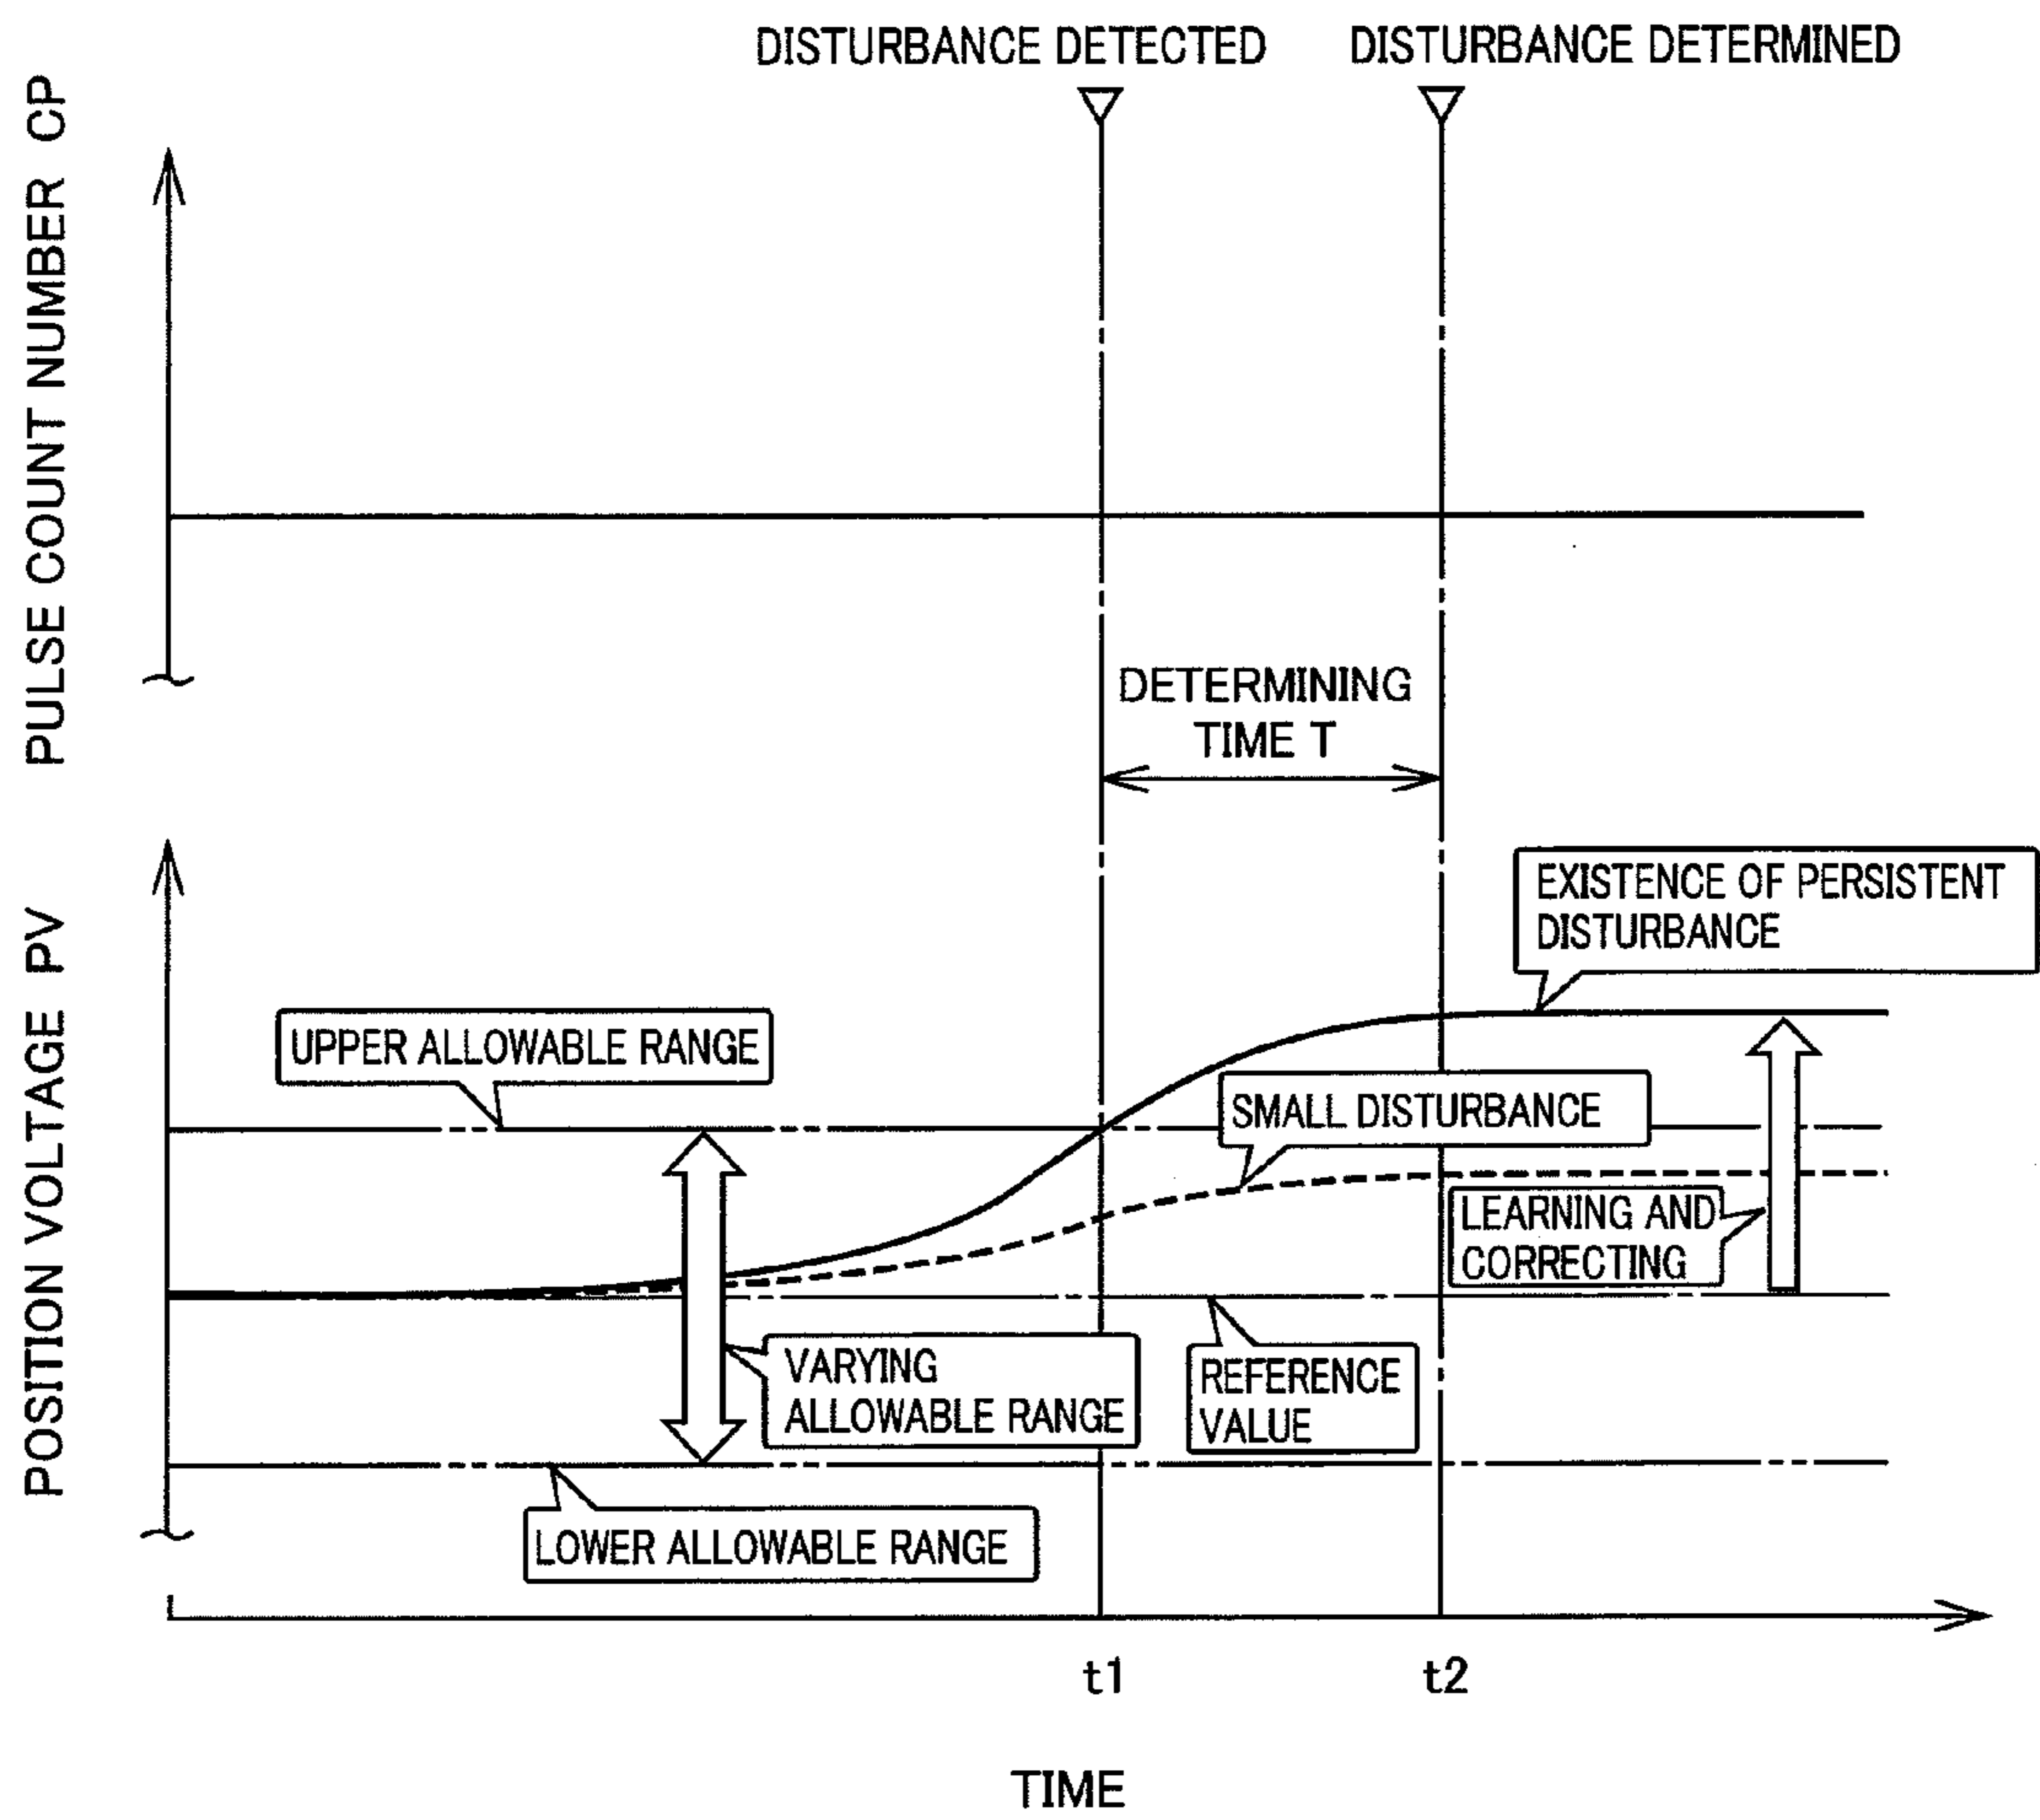 DISTURBANCE DETECTED
DISTURBANCE DETERMINED
PULSE COUNT NUMBER CP
DETERMINING
TIME T
POSITION VOLTAGE PV
EXISTENCE OF PERSISTENT
DISTURBANCE
UPPER ALLOWABLE RANGE
SMALL DISTURBANCE
LEARNING AND
CORRECTING
VARYING
ALLOWABLE RANGE
REFERENCE
VALUE
LOWER ALLOWABLE RANGE
t1
t2
TIME